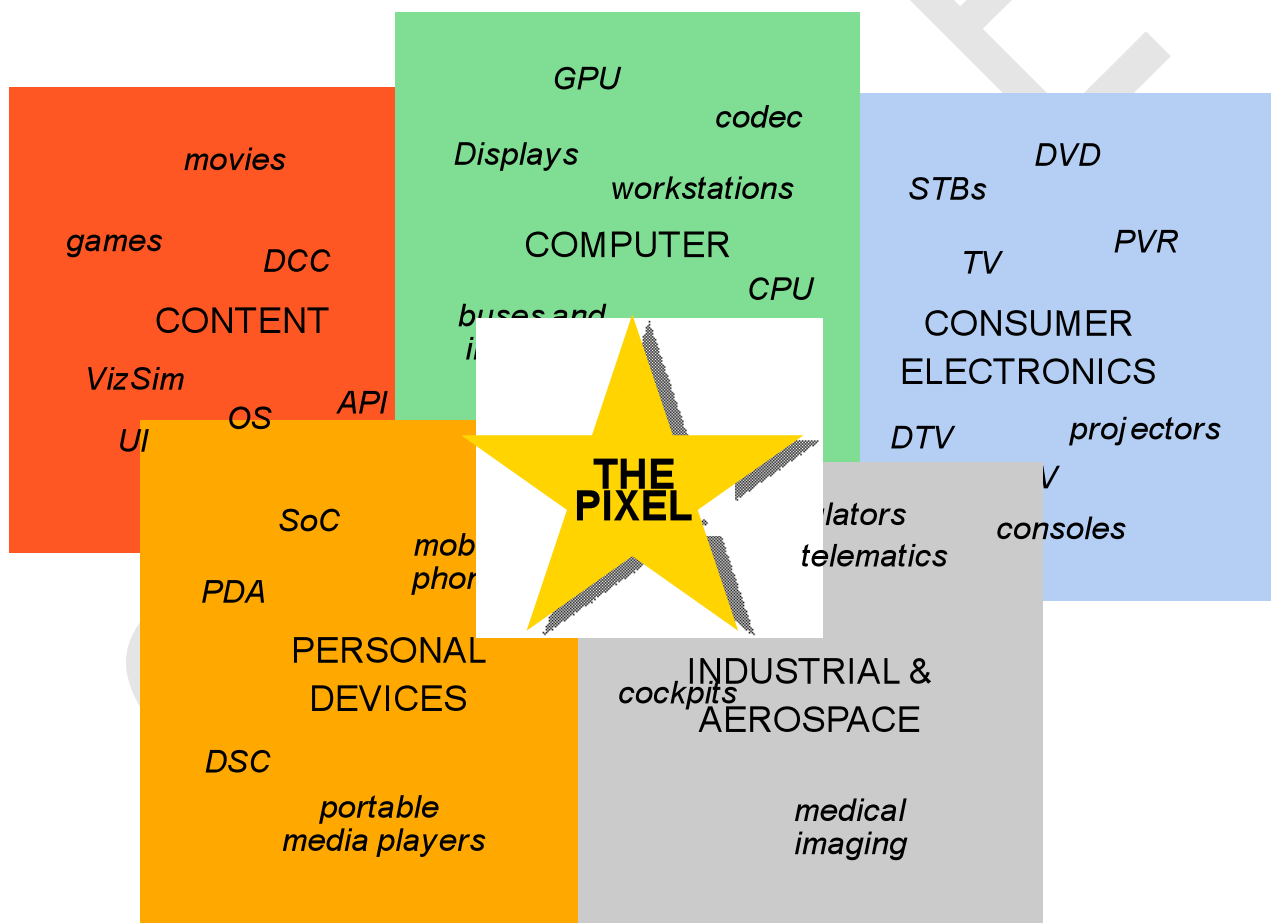 GPU
codec
Displays
workstations
COMPUTER
CPU
buses and
movies
games
DCC
CONTENT
VizSim
API
OS
UI
DVD
STBs
PVR
TV
CONSUMER
ELECTRONICS
DTV
projectors
consoles
THE
PIXEL
SoC
PDA
PERSONAL
DEVICES
DSC
portable
media players
telematics
INDUSTRIAL &
cockpits
AEROSPACE
medical
imaging